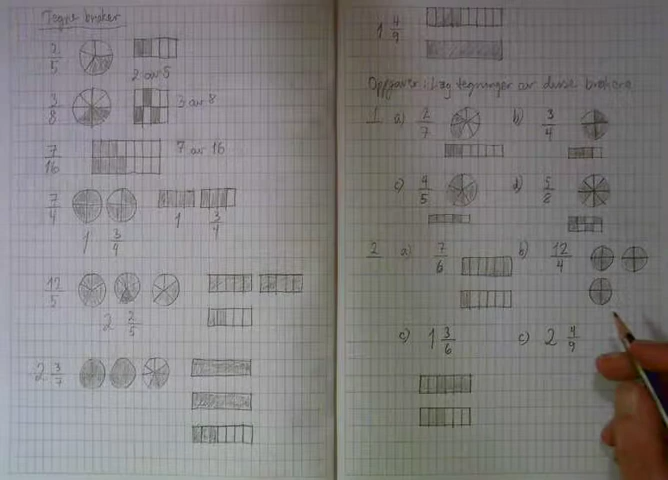 Tegne brøker
2/5
2 av 5
3/8
3 av 8
7/16
7 av 16
7/4
1 3/4
1 3/4
12/5
2 2/5
2 3/7
1 4/9
Oppgaver: Lag tegninger av disse brøkene
1 a) 2/7 b) 3/4
c) 4/5 d) 5/8
2 a) 7/6 b) 12/4
c) 1 3/6 c) 2 4/9